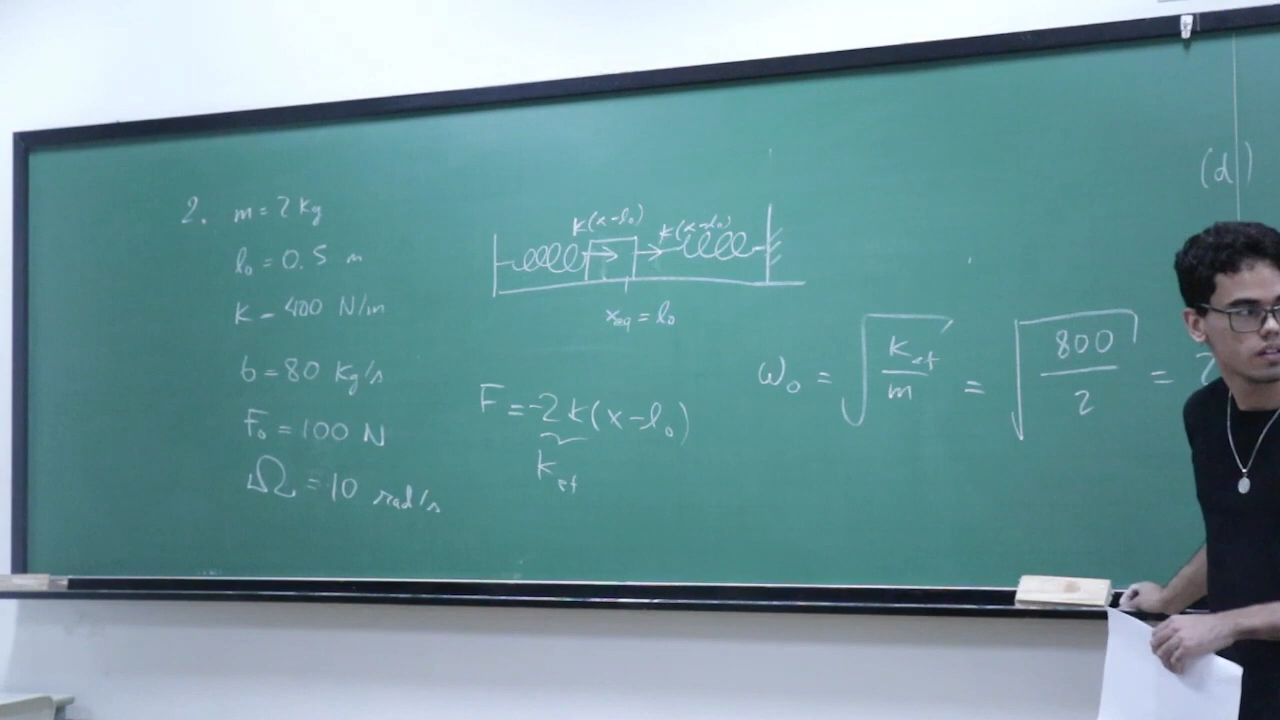 2. m = 2 kg
l₀ = 0.5 m
K = 400 N/m
b = 80 Kg/s
F₀ = 100 N
Ω = 10 rad/s
K(x-l₀) K(x-l₀)
x_eq = l₀
F = -2K(x-l₀)
K_ef
ω₀ = √(K_ef/m) = √(800/2) = 2
(d)